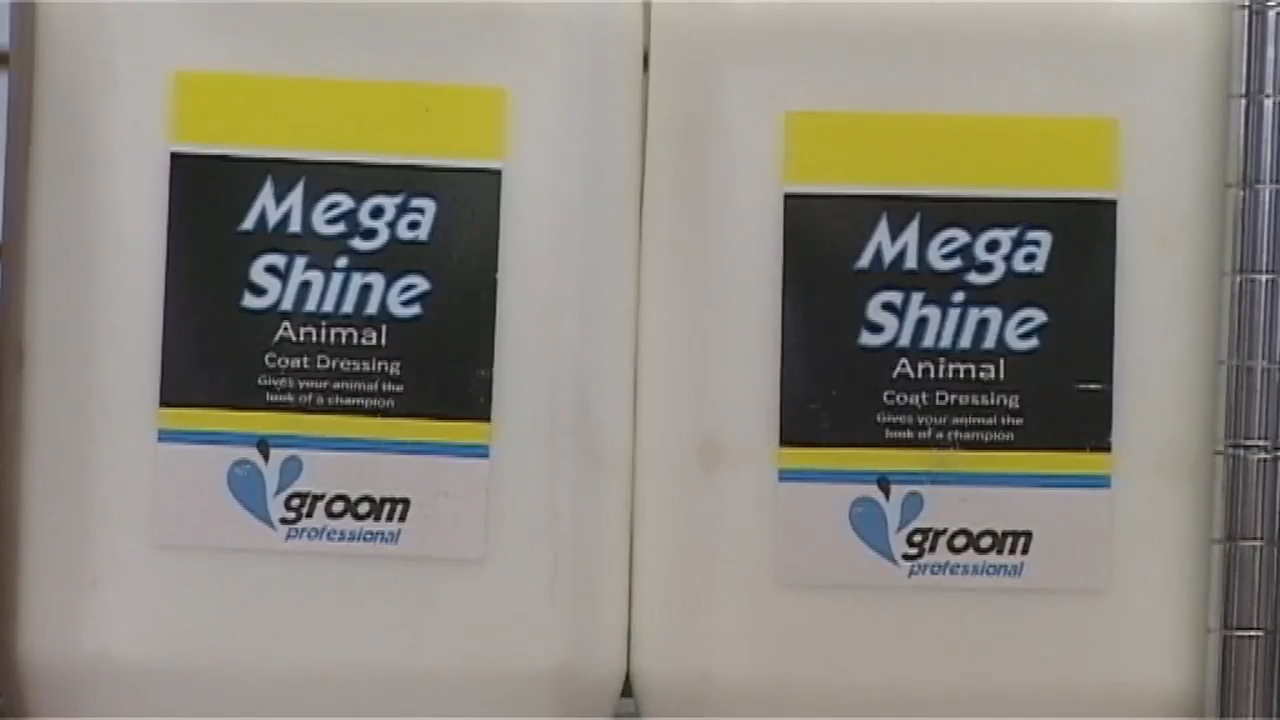 Mega
Shine
Animal
Coat Dressing
Gives your animal the
look of a champion
groom
professional
Mega
Shine
Animal
Coat Dressing
Gives your animal the
look of a champion
groom
professional